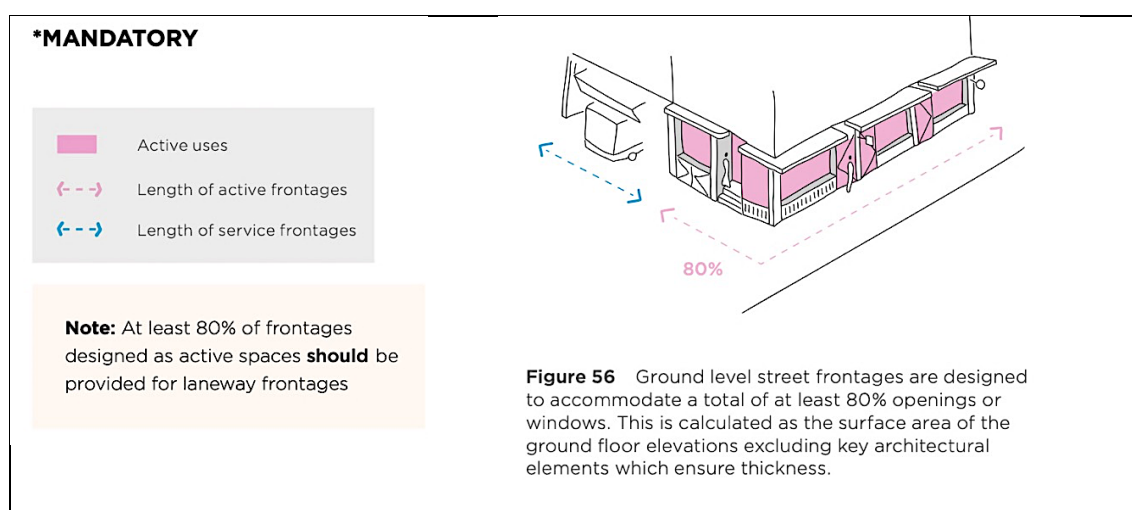 *MANDATORY
Active uses
Length of active frontages
Length of service frontages
Note: At least 80% of frontages
designed as active spaces should be
provided for laneway frontages
80%
Figure 56 Ground level street frontages are designed
to accommodate a total of at least 80% openings or
windows. This is calculated as the surface area of the
ground floor elevations excluding key architectural
elements which ensure thickness.